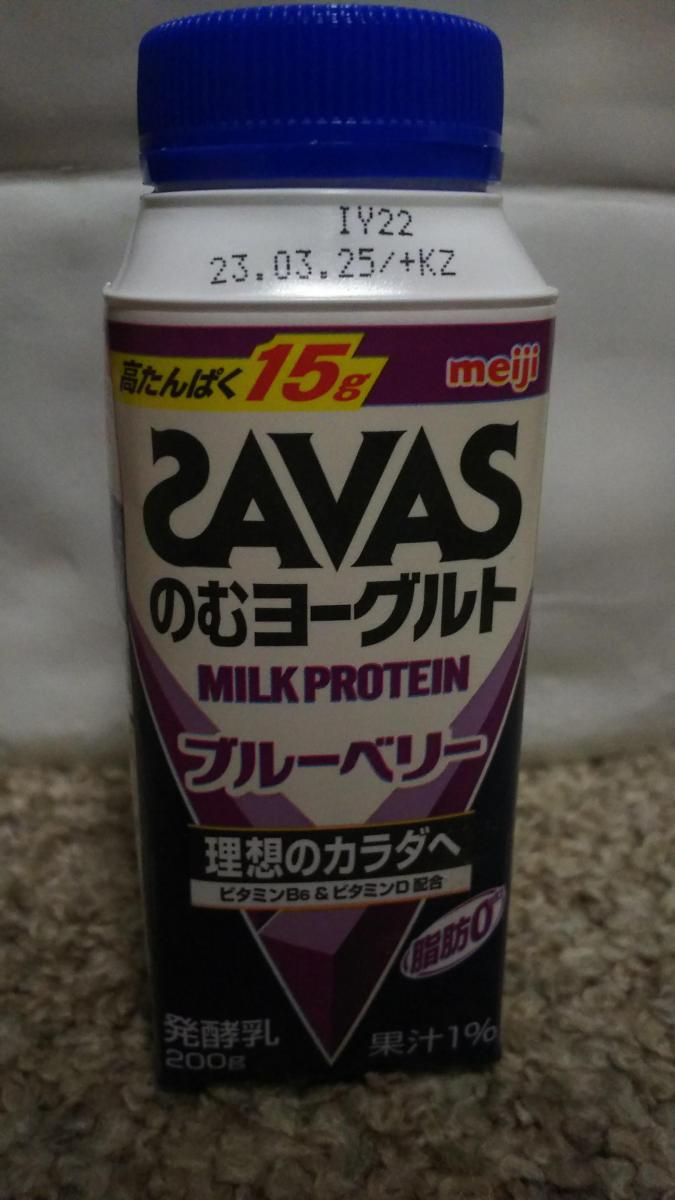 IY22
23.03.25/+KZ
高たんぱく 15g meiji
SAVAS
のむヨーグルト
MILK PROTEIN
ブルーベリー
理想のカラダへ
ビタミンB6 & ビタミンD 配合
脂肪0
発酵乳
200g
果汁1%